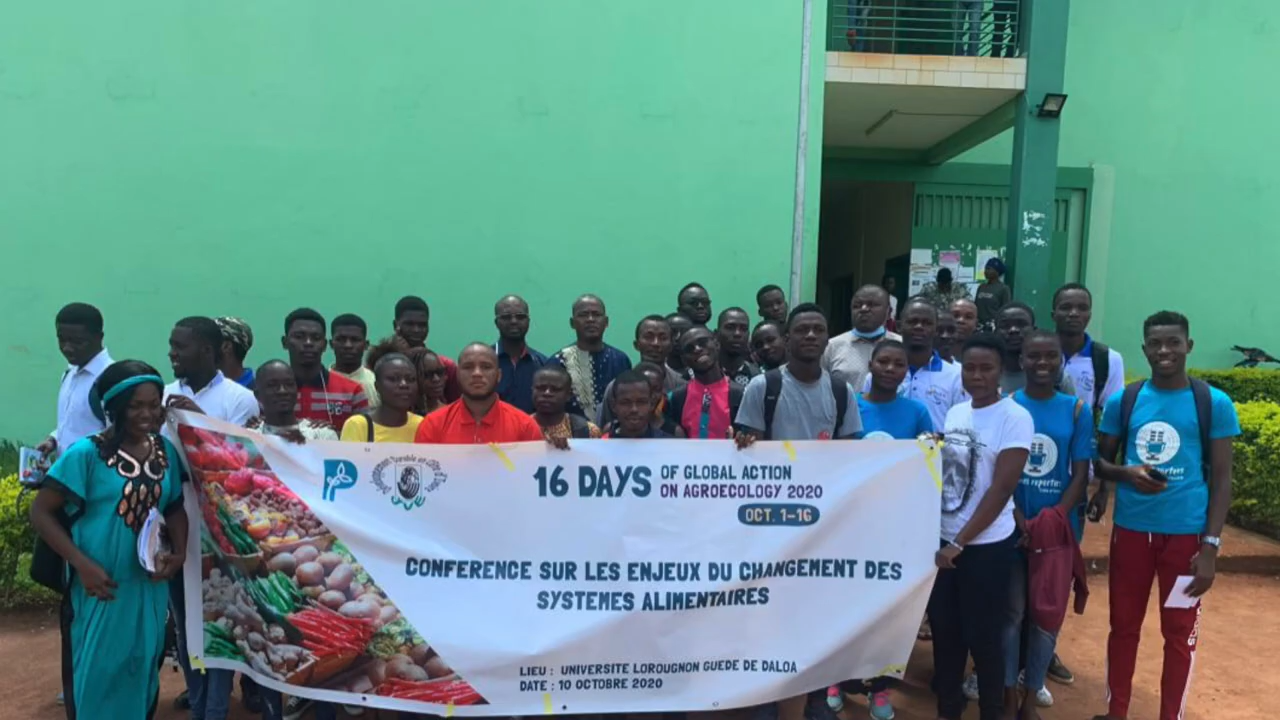 16 DAYS
OF GLOBAL ACTION
ON AGROECOLOGY 2020
OCT. 1-16
CONFERENCE SUR LES ENJEUX DU CHANGEMENT DES
SYSTEMES ALIMENTAIRES
LIEU : UNIVERSITE LOROUGNON GUEDE DE DALOA
DATE : 10 OCTOBRE 2020